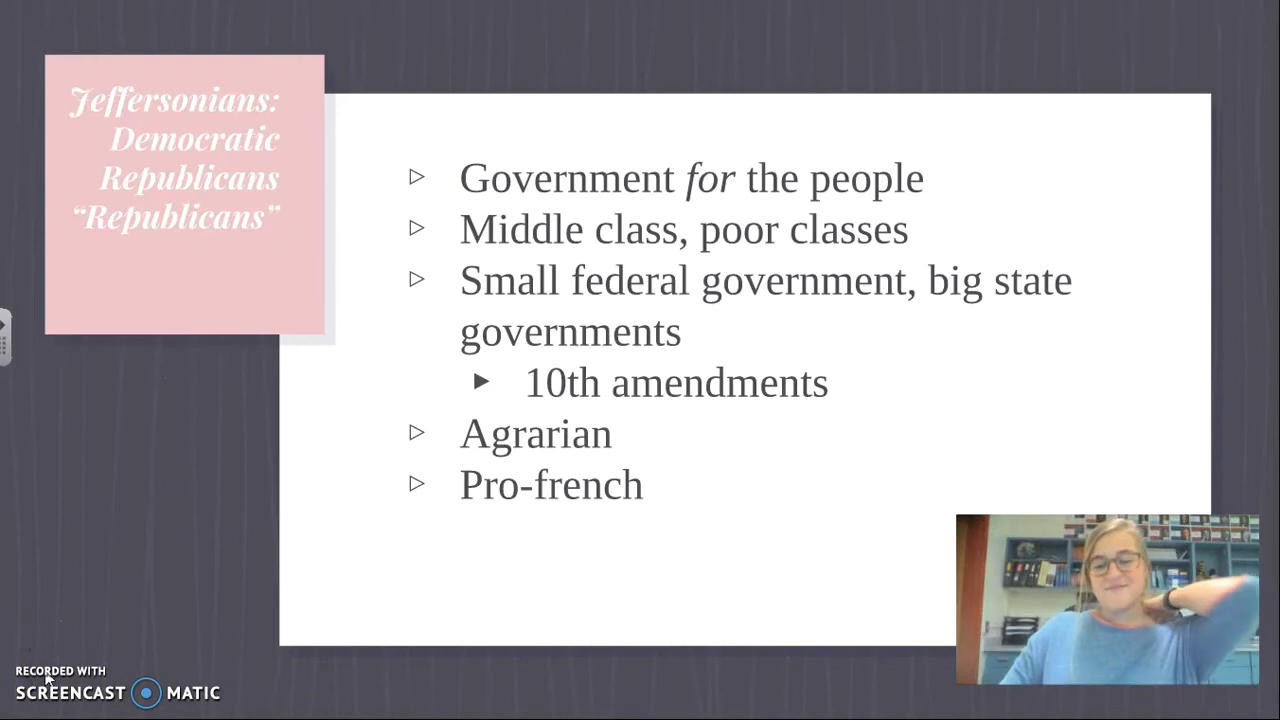 Jeffersonians:
Democratic
Republicans
“Republicans”
Government for the people
Middle class, poor classes
Small federal government, big state
governments
10th amendments
Agrarian
Pro-french
RECORDED WITH
SCREENCAST MATIC